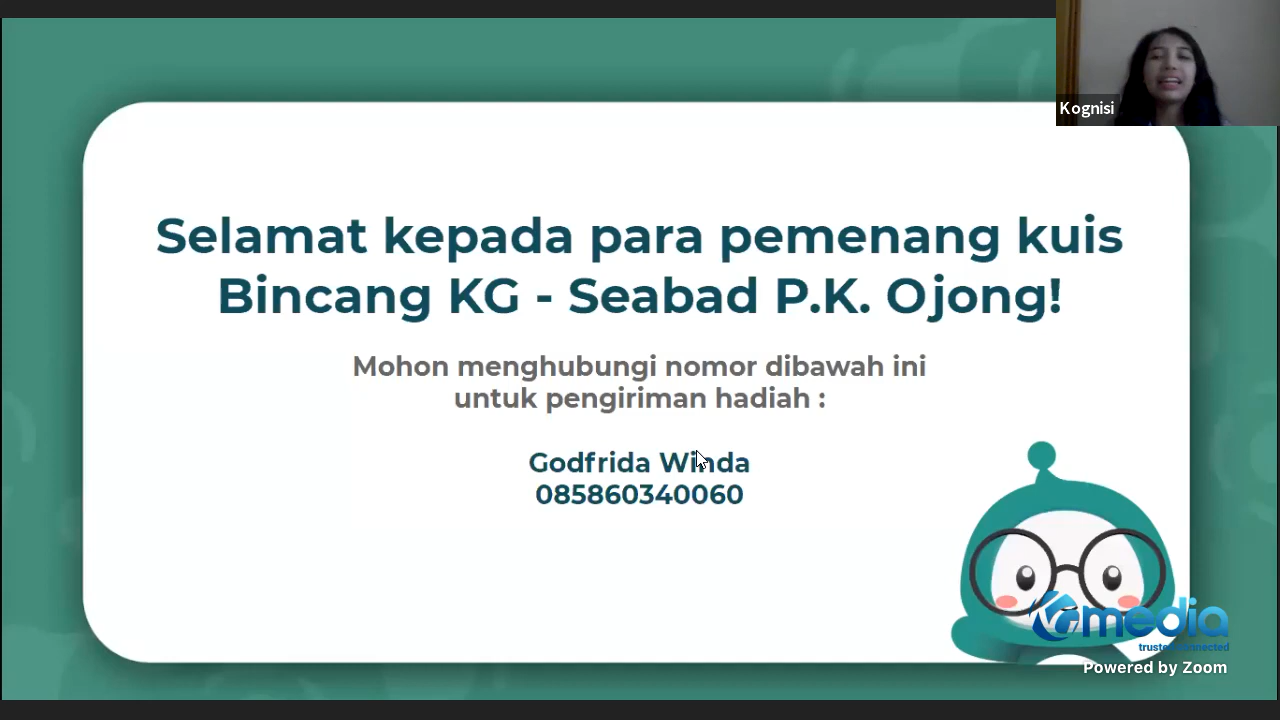 Kognisi
Selamat kepada para pemenang kuis
Bincang KG - Seabad P.K. Ojong!
Mohon menghubungi nomor dibawah ini
untuk pengiriman hadiah :
Godfrida Winda
085860340060
KGmedia
Powered by Zoom